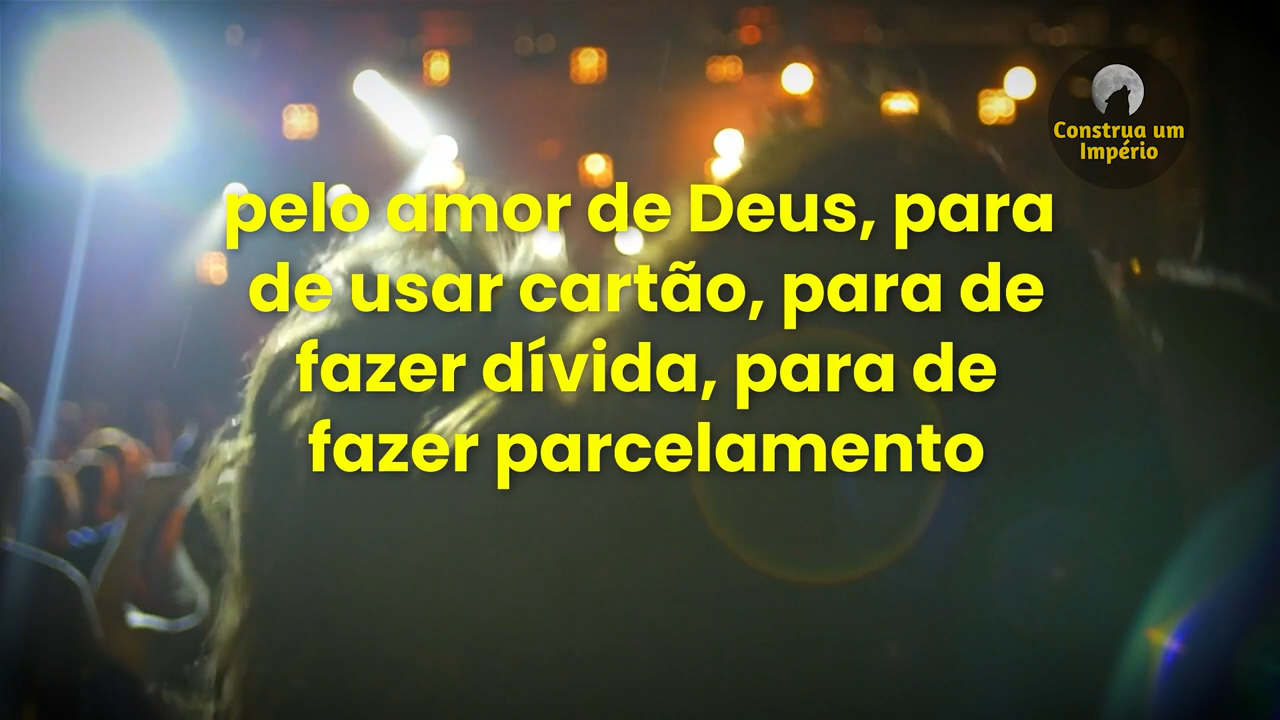 Construa um
Império
pelo amor de Deus, para
de usar cartão, para de
fazer dívida, para de
fazer parcelamento